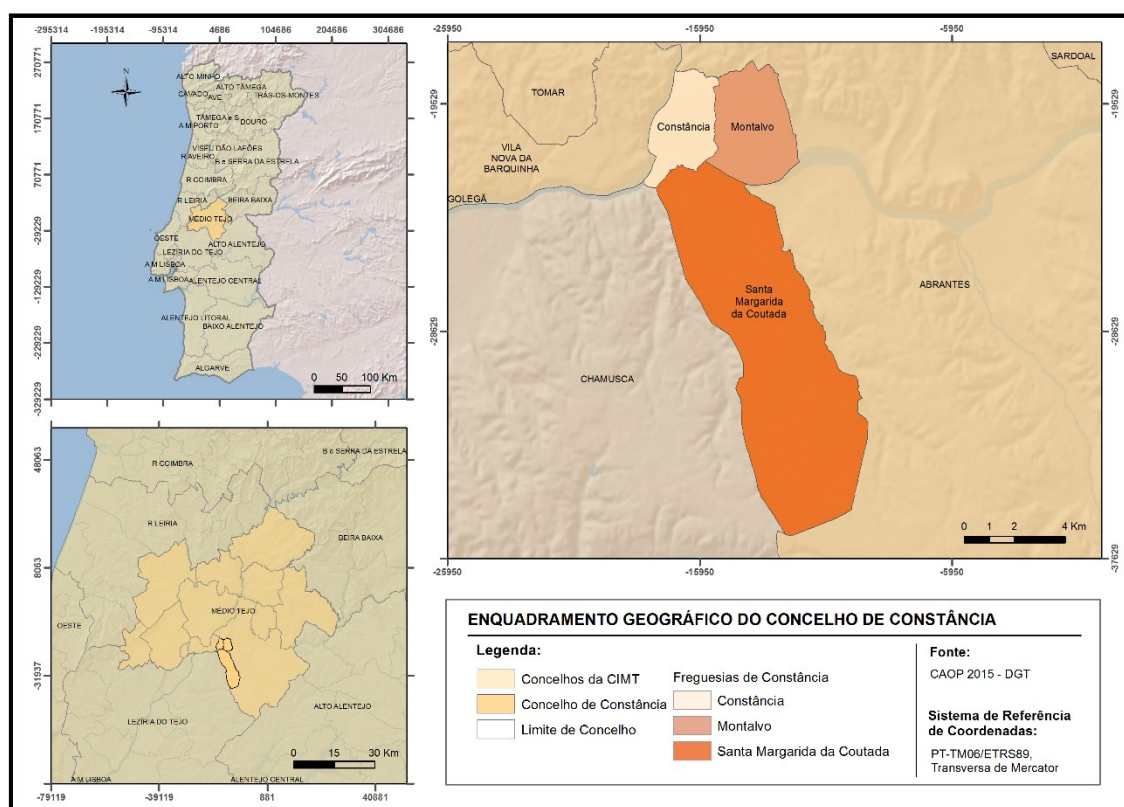 -295314 -195314 -95314 4686 104686 204686 304686
270771
170771
70771
-29229
-129229
-229229
-329229
N
ALTO MINHO
ALTO TÂMEGA
CAVADO
AVE
TRÁS-OS-MONTES
TÂMEGA e S
DOURO
A M PORTO
VISEU DÃO LAFÕES
R AVEIRO
B e SERRA DA ESTRELA
R COIMBRA
R LEIRIA
BEIRA BAIXA
MÉDIO TEJO
OESTE
ALTO ALENTEJO
LEZÍRIA DO TEJO
A M LISBOA
A M LISBOA
ALENTEJO CENTRAL
ALENTEJO LITORAL
BAIXO ALENTEJO
ALGARVE
0 50 100 Km
-25950 -15950 -5950
-19629
-28629
-37629
SARDOAL
TOMAR
Constância
Montalvo
VILA
NOVA DA
BARQUINHA
GOLEGÃ
Santa
Margarida
da Coutada
ABRANTES
CHAMUSCA
0 1 2 4 Km
-25950 -15950 -5950
48063
8063
-31937
B e SERRA DA ESTRELA
R COIMBRA
R LEIRIA
BEIRA BAIXA
OESTE
MÉDIO TEJO
LEZÍRIA DO TEJO
ALTO ALENTEJO
0 15 30 Km
A M LISBOA
ALENTEJO CENTRAL
-79119 -39119 881 40881
ENQUADRAMENTO GEOGRÁFICO DO CONCELHO DE CONSTÂNCIA
Legenda:
Concelhos da CIMT
Concelho de Constância
Limite de Concelho
Freguesias de Constância
Constância
Montalvo
Santa Margarida da Coutada
Fonte:
CAOP 2015 - DGT
Sistema de Referência
de Coordenadas:
PT-TM06/ETRS89,
Transversa de Mercator